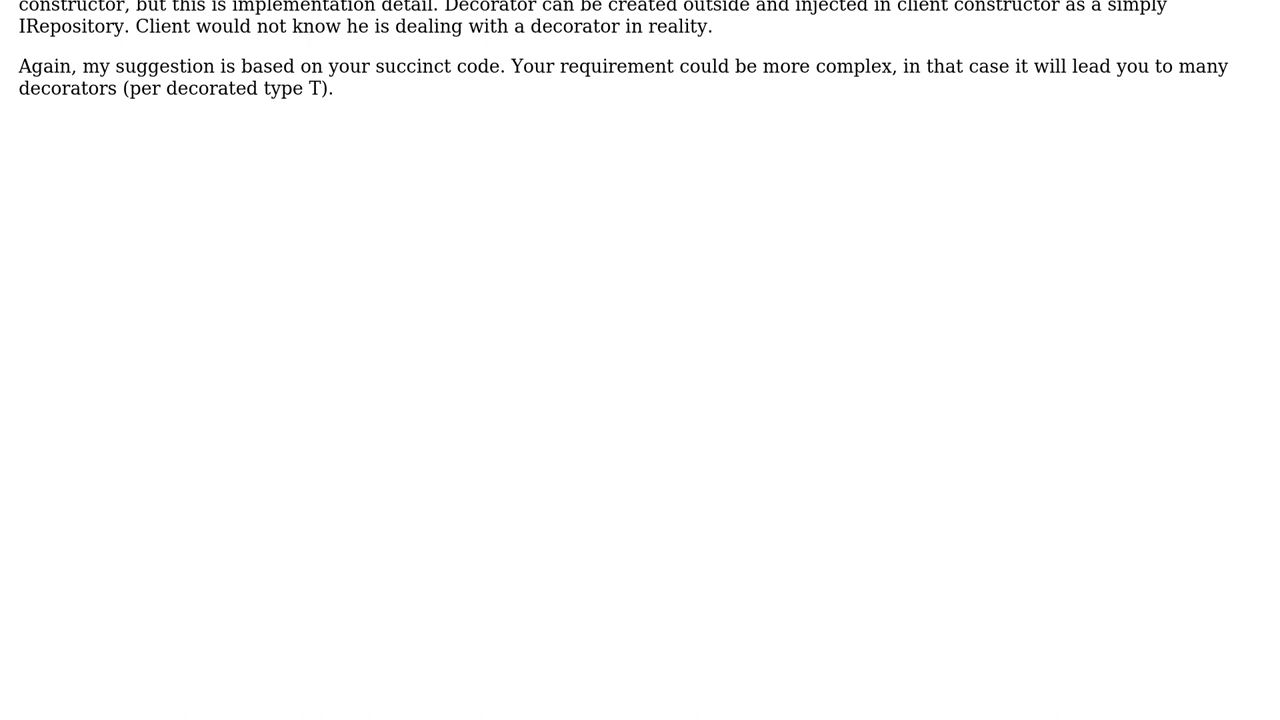 constructor, but this is implementation detail. Decorator can be created outside and injected in client constructor as a simply
IRepository. Client would not know he is dealing with a decorator in reality.
Again, my suggestion is based on your succinct code. Your requirement could be more complex, in that case it will lead you to many
decorators (per decorated type T).